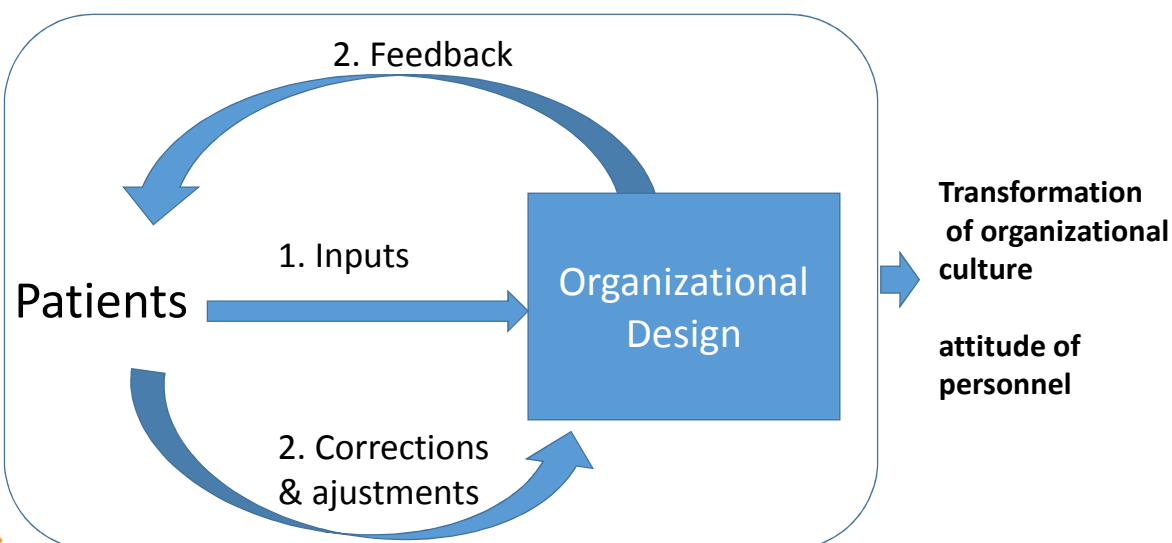 2. Feedback
1. Inputs
Patients
Organizational
Design
2. Corrections
& ajustments
Transformation
of organizational
culture
attitude of
personnel